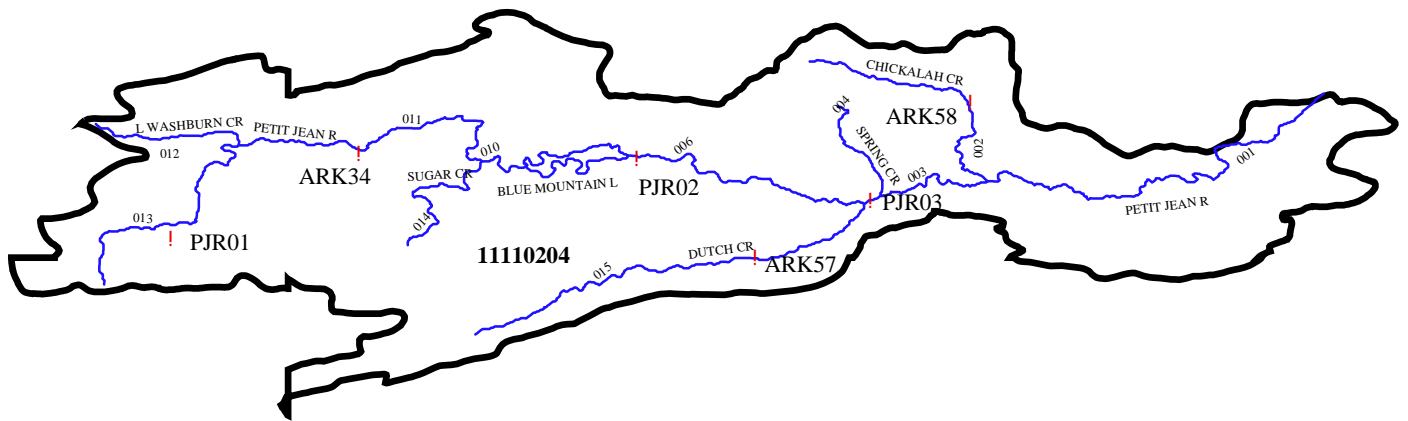 CHICKALAH CR
004
ARK58
L WASHBURN CR
PETIT JEAN R
011
012
ARK34
010
006
002
001
SPRING CR
SUGAR CR
BLUE MOUNTAIN L
PJR02
003
PJR03
PETIT JEAN R
013
014
PJR01
11110204
DUTCH CR
ARK57
015